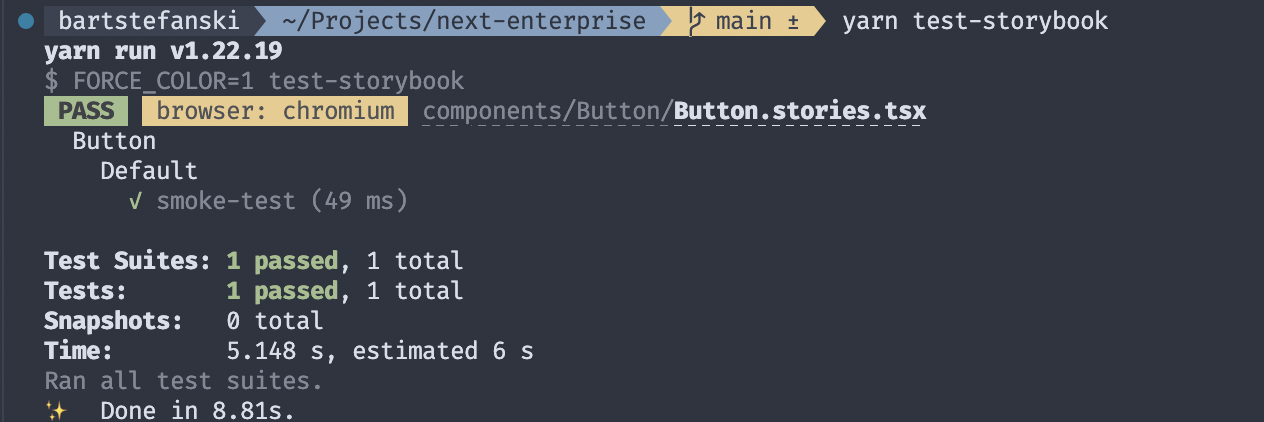 bartstefanski ~/Projects/next-enterprise main ± yarn test-storybook
yarn run v1.22.19
$ FORCE_COLOR=1 test-storybook
PASS browser: chromium components/Button/Button.stories.tsx
Button
Default
√ smoke-test (49 ms)
Test Suites: 1 passed, 1 total
Tests: 1 passed, 1 total
Snapshots: 0 total
Time: 5.148 s, estimated 6 s
Ran all test suites.
✨ Done in 8.81s.